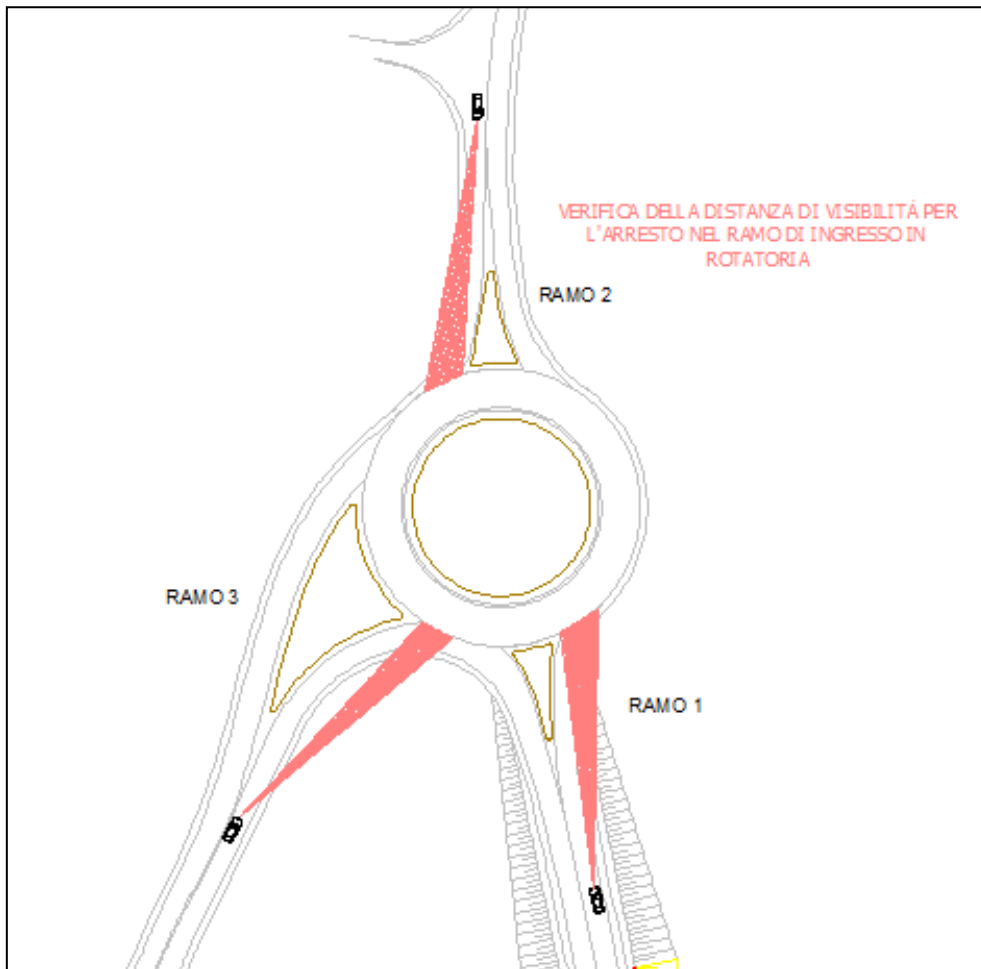 VERIFICA DELLA DISTANZA DI VISIBILITÀ PER
L'ARRESTO NEL RAMO DI INGRESSO IN
ROTATORIA
RAMO 2
RAMO 3
RAMO 1